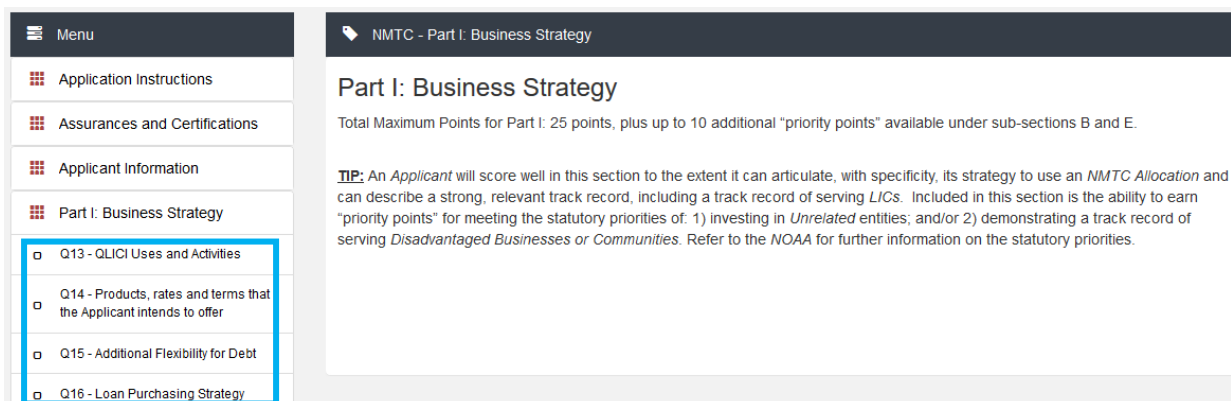 Menu
Application Instructions
Assurances and Certifications
Applicant Information
Part I: Business Strategy
Q13 - QLICI Uses and Activities
Q14 - Products, rates and terms that
the Applicant intends to offer
Q15 - Additional Flexibility for Debt
Q16 - Loan Purchasing Strategy
NMTC - Part I: Business Strategy
Part I: Business Strategy
Total Maximum Points for Part I: 25 points, plus up to 10 additional “priority points” available under sub-sections B and E.
TIP: An Applicant will score well in this section to the extent it can articulate, with specificity, its strategy to use an NMTC Allocation and
can describe a strong, relevant track record, including a track record of serving LICs. Included in this section is the ability to earn
“priority points” for meeting the statutory priorities of: 1) investing in Unrelated entities; and/or 2) demonstrating a track record of
serving Disadvantaged Businesses or Communities. Refer to the NOAA for further information on the statutory priorities.